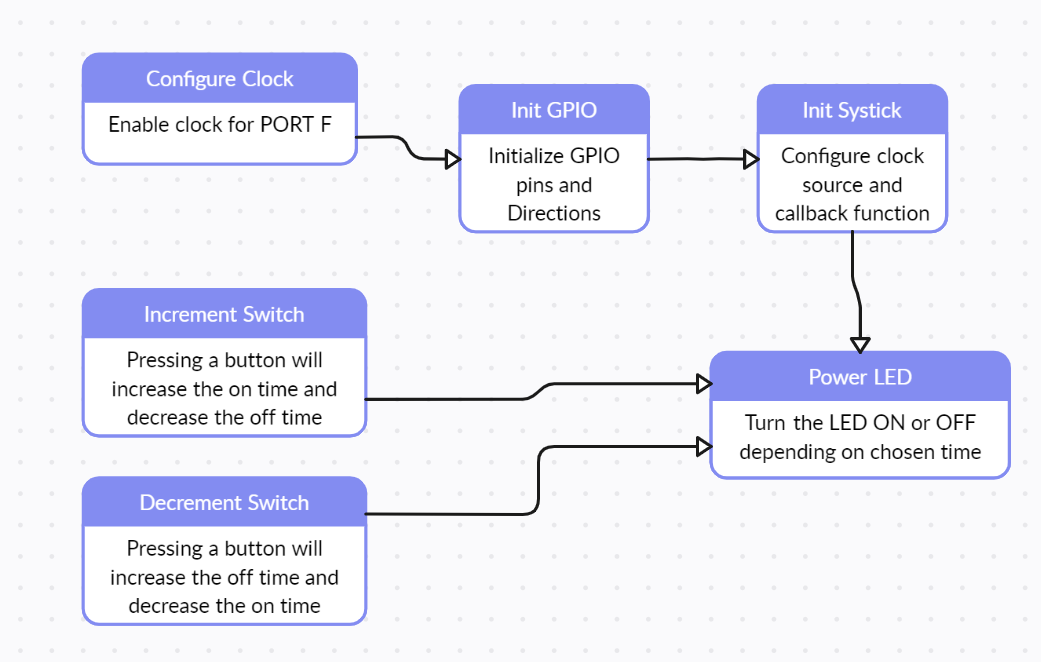 Configure Clock
Enable clock for PORT F
Init GPIO
Initialize GPIO
pins and
Directions
Init Systick
Configure clock
source and
callback function
Increment Switch
Pressing a button will
increase the on time and
decrease the off time
Power LED
Turn the LED ON or OFF
depending on chosen time
Decrement Switch
Pressing a button will
increase the off time and
decrease the on time